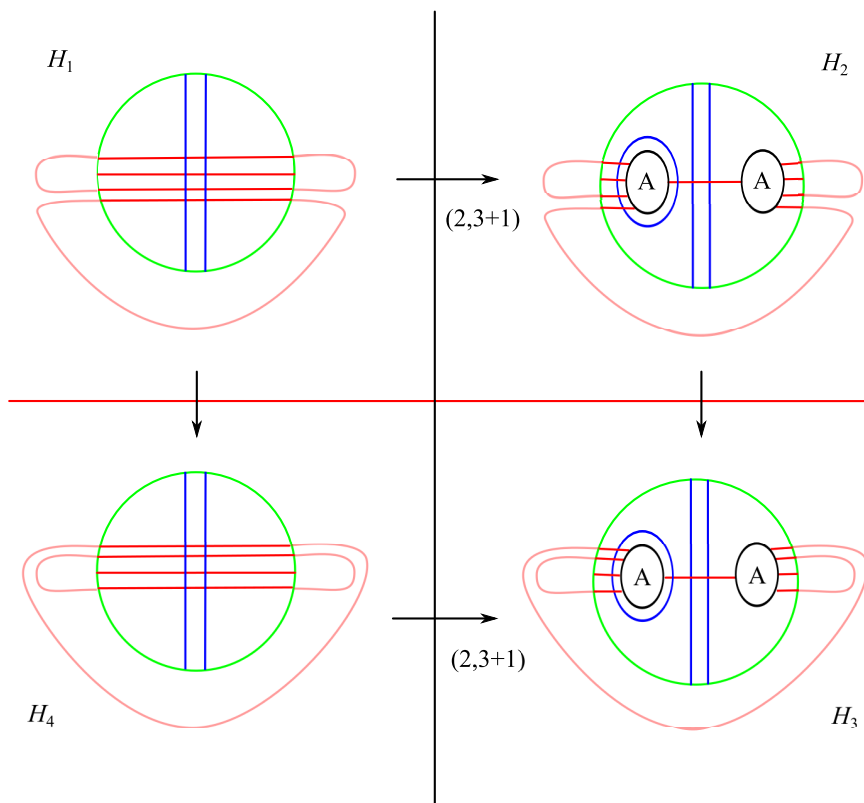 H₁
H₂
A A
(2,3+1)
A A
(2,3+1)
H₄
H₃